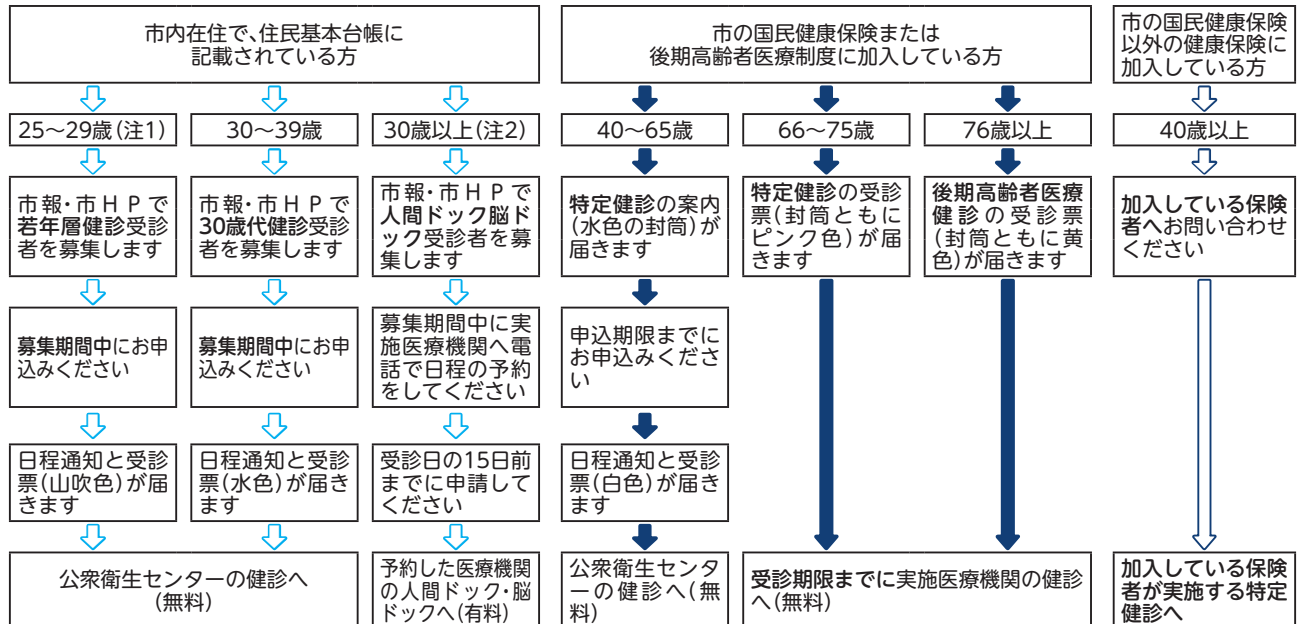 市内在住で、住民基本台帳に
記載されている方
市の国民健康保険または
後期高齢者医療制度に加入している方
市の国民健康保険
以外の健康保険に
加入している方
25～29歳(注1)
30～39歳
30歳以上(注2)
40～65歳
66～75歳
76歳以上
40歳以上
市報・市ＨＰで
若年層健診受診
者を募集します
市報・市ＨＰで
30歳代健診受診
者を募集します
市報・市ＨＰで
人間ドック脳ド
ック受診者を募
集します
特定健診の案内
(水色の封筒)が
届きます
特定健診の受診
票(封筒ともに
ピンク色)が届
きます
後期高齢者医療
健診の受診票
(封筒ともに黄
色)が届きます
加入している保険
者へお問い合わせ
ください
募集期間中にお申
込みください
募集期間中にお申
込みください
募集期間中に実
施医療機関へ電
話で日程の予約
をしてください
申込期限までに
お申込みくださ
い
日程通知と受診
票(山吹色)が届
きます
日程通知と受診
票(水色)が届き
ます
受診日の15日前
までに申請して
ください
日程通知と受診
票(白色)が届き
ます
公衆衛生センターの健診へ
(無料)
予約した医療機関
の人間ドック・脳
ドックへ(有料)
公衆衛生センタ
ーの健診へ(無
料)
受診期限までに実施医療機関の健診
へ(無料)
加入している保険
者が実施する特定
健診へ